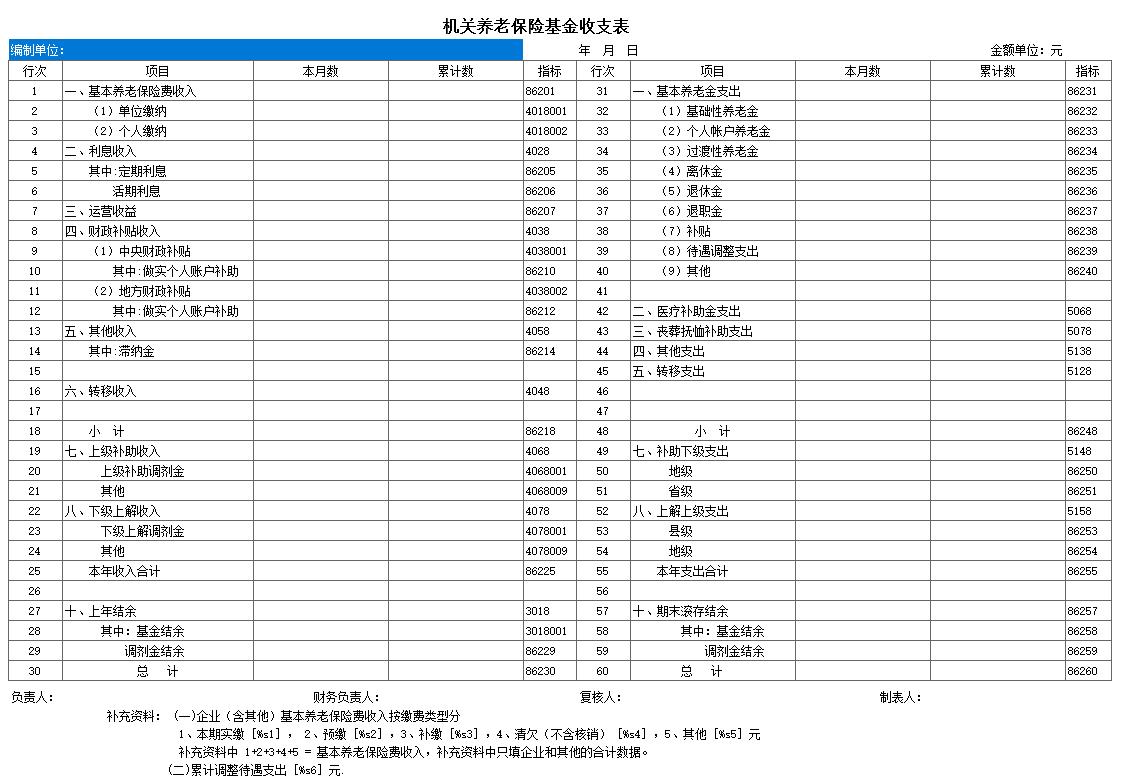 机关养老保险基金收支表
编制单位： 年 月 日 金额单位：元
行次 项目 本月数 累计数 指标 行次 项目 本月数 累计数 指标
1 一、基本养老保险费收入 86201 31 一、基本养老金支出 86231
2 （1）单位缴纳 4018001 32 （1）基础性养老金 86232
3 （2）个人缴纳 4018002 33 （2）个人帐户养老金 86233
4 二、利息收入 4028 34 （3）过渡性养老金 86234
5 其中:定期利息 86205 35 （4）离休金 86235
6 活期利息 86206 36 （5）退休金 86236
7 三、运营收益 86207 37 （6）退职金 86237
8 四、财政补贴收入 4038 38 （7）补贴 86238
9 （1）中央财政补贴 4038001 39 （8）待遇调整支出 86239
10 其中:做实个人账户补助 86210 40 （9）其他 86240
11 （2）地方财政补贴 4038002 41
12 其中:做实个人账户补助 86212 42 二、医疗补助金支出 5068
13 五、其他收入 4058 43 三、丧葬抚恤补助支出 5078
14 其中:滞纳金 86214 44 四、其他支出 5138
15 45 五、转移支出 5128
16 六、转移收入 4048 46
17 47
18 小 计 86218 48 小 计 86248
19 七、上级补助收入 4068 49 七、补助下级支出 5148
20 上级补助调剂金 4068001 50 地级 86250
21 其他 4068009 51 省级 86251
22 八、下级上解收入 4078 52 八、上解上级支出 5158
23 下级上解调剂金 4078001 53 县级 86253
24 其他 4078009 54 地级 86254
25 本年收入合计 86225 55 本年支出合计 86255
26 56
27 十、上年结余 3018 57 十、期末滚存结余 86257
28 其中：基金结余 3018001 58 其中：基金结余 86258
29 调剂金结余 86229 59 调剂金结余 86259
30 总 计 86230 60 总 计 86260
负责人： 财务负责人： 复核人： 制表人：
补充资料： (一)企业（含其他）基本养老保险费收入按缴费类型分
1、本期实缴［%s1］， 2、预缴［%s2］，3、补缴［%s3］，4、清欠（不含核销）［%s4］，5、其他［%s5］元
补充资料中 1+2+3+4+5 = 基本养老保险费收入，补充资料中只填企业和其他的合计数据。
(二)累计调整待遇支出［%s6］元.